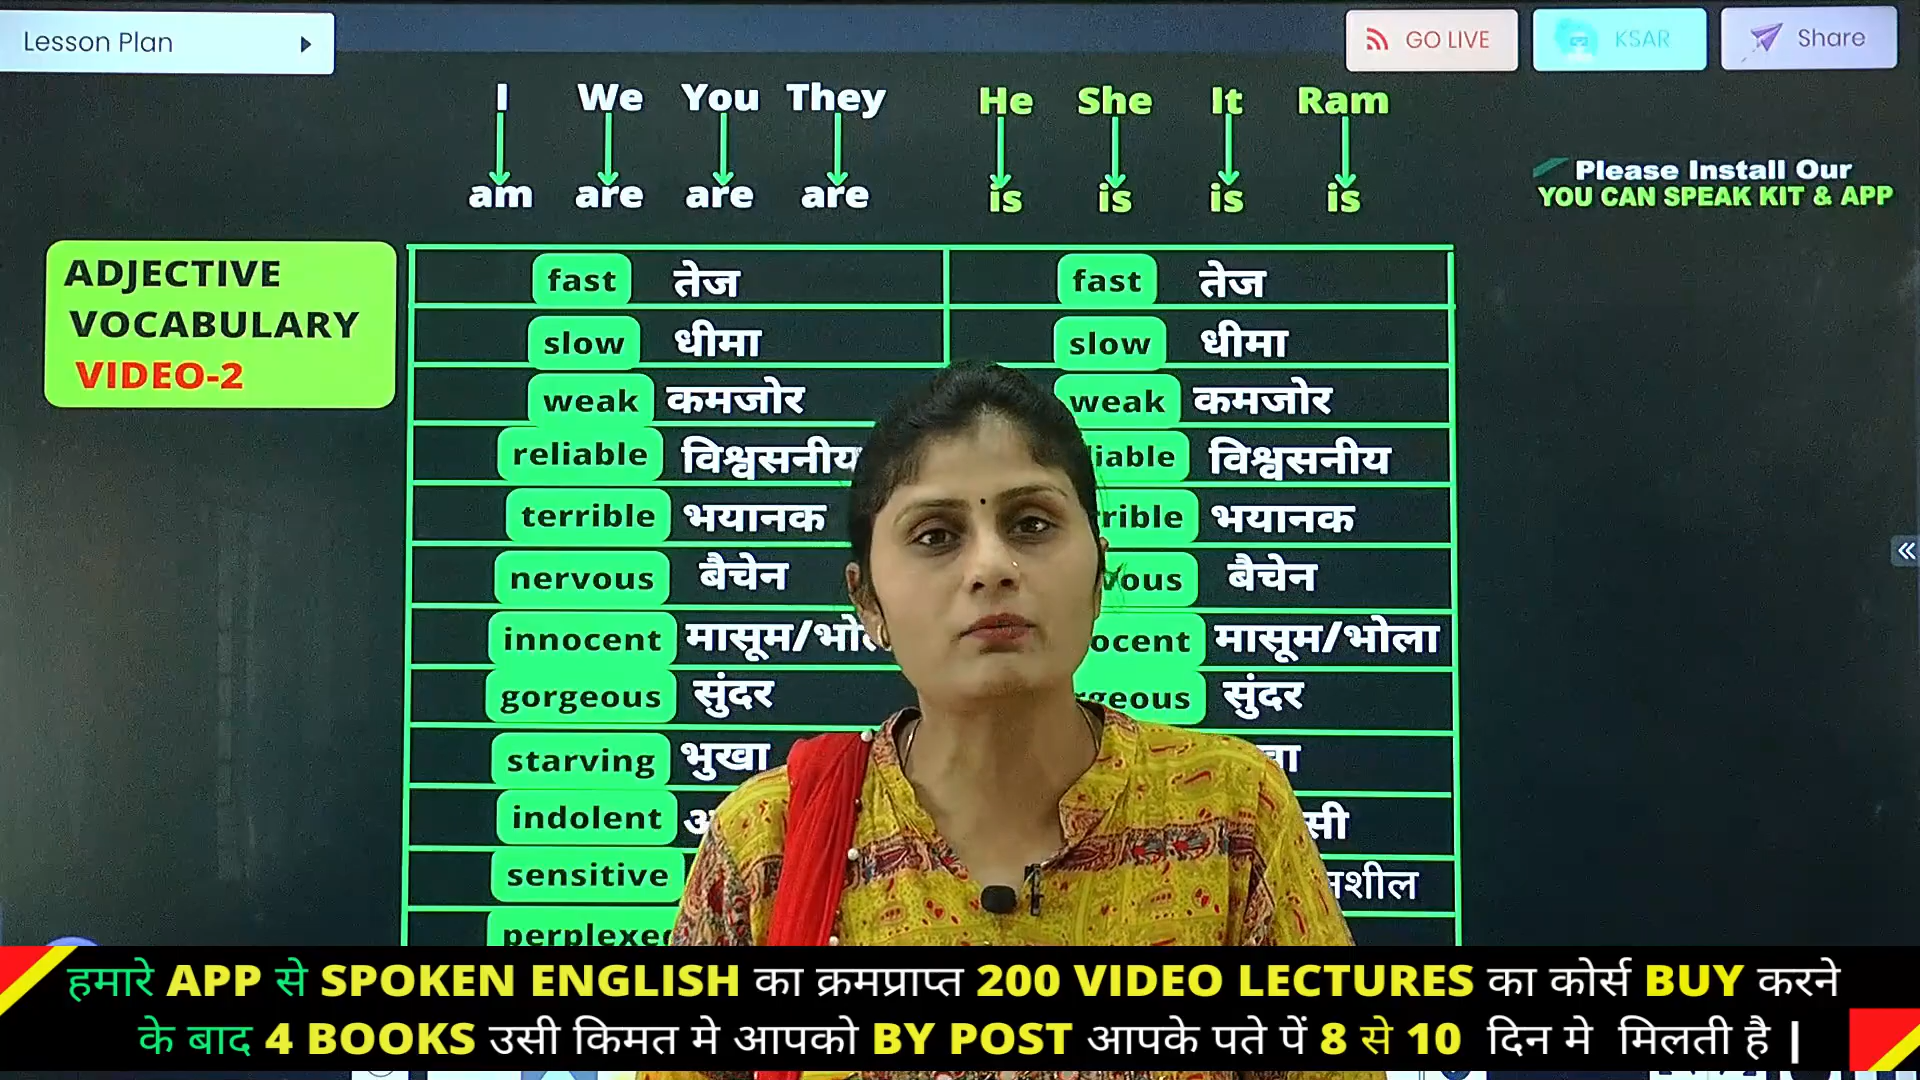 Lesson Plan
GO LIVE
KSAR
Share
I We You They He She It Ram
am are are are is is is is
Please Install Our
YOU CAN SPEAK KIT & APP
ADJECTIVE
VOCABULARY
VIDEO-2
fast तेज fast तेज
slow धीमा slow धीमा
weak कमजोर weak कमजोर
reliable विश्वसनीय विश्वसनीय
terrible भयानक भयानक
nervous बैचेन बैचेन
innocent मासूम/ मासूम/भोला
gorgeous सुंदर सुंदर
starving भुखा
indolent
sensitive
हमारे APP से SPOKEN ENGLISH का क्रमप्राप्त 200 VIDEO LECTURES का कोर्स BUY करने
के बाद 4 BOOKS उसी किमत मे आपको BY POST आपके पते पें 8 से 10 दिन मे मिलती है |